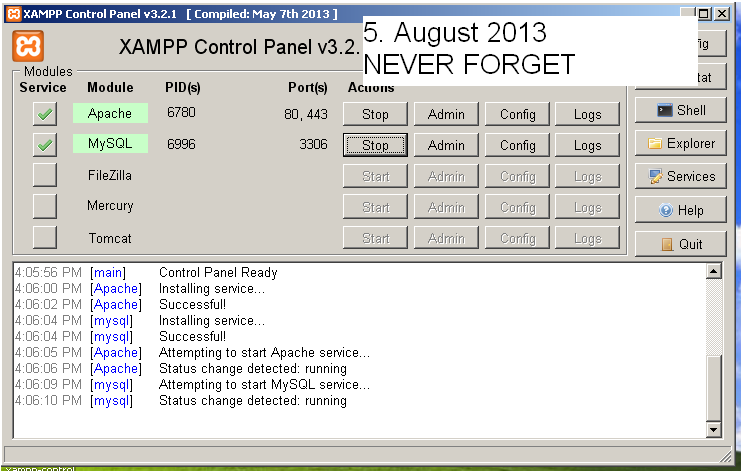 XAMPP Control Panel v3.2.1 [ Compiled: May 7th 2013 ]
XAMPP Control Panel v3.2.
5. August 2013
NEVER FORGET
Modules
Service Module PID(s) Port(s) Actions
Apache 6780 80, 443 Stop Admin Config Logs
MySQL 6996 3306 Stop Admin Config Logs
FileZilla Start Admin Config Logs
Mercury Start Admin Config Logs
Tomcat Start Admin Config Logs
Shell
Explorer
Services
Help
Quit
4:05:56 PM [main] Control Panel Ready
4:06:00 PM [Apache] Installing service...
4:06:02 PM [Apache] Successful!
4:06:04 PM [mysql] Installing service...
4:06:04 PM [mysql] Successful!
4:06:05 PM [Apache] Attempting to start Apache service...
4:06:06 PM [Apache] Status change detected: running
4:06:09 PM [mysql] Attempting to start MySQL service...
4:06:10 PM [mysql] Status change detected: running
xampp-control